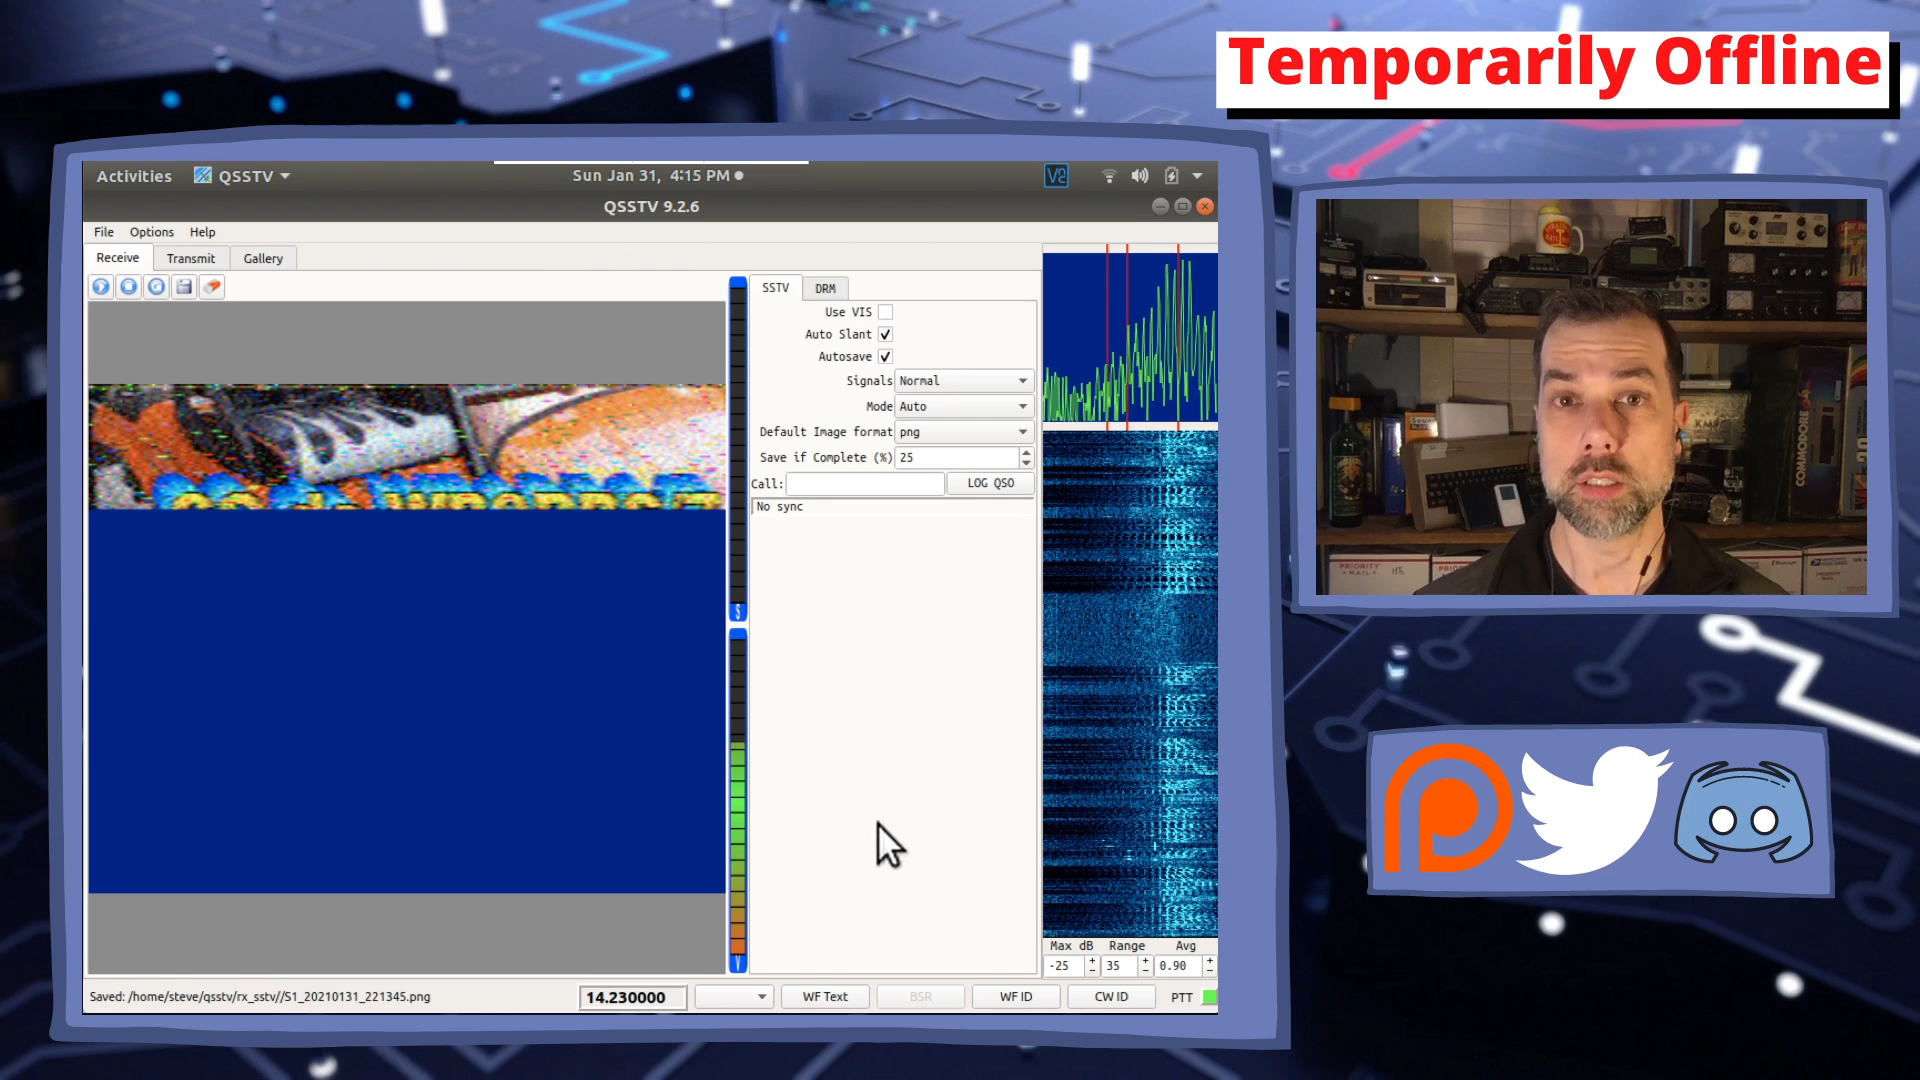 Temporarily Offline
Activities QSSTV Sun Jan 31, 4:15 PM
QSSTV 9.2.6
File Options Help
Receive Transmit Gallery
SSTV DRM
Use VIS
Auto Slant
Autosave
Signals Normal
Mode Auto
Default Image format png
Save if Complete (%) 25
Call: LOG QSO
No sync
S
V
Max dB Range Avg
-25 + - 35 + - 0.90 + -
Saved: /home/steve/qsstv/rx_sstv//S1_20210131_221345.png 14.230000 WF Text BSR WF ID CW ID PTT
COMMODORE
PRIORITY
MAIL